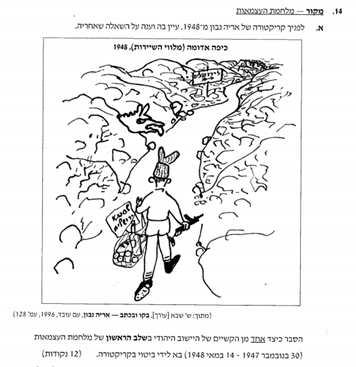 14. מקור — מלחמת העצמאות
א. לפניך קריקטורה של אריה נבון מ־1948. עיין בה וענה על השאלה שאחריה.
כיפה אדומה (מלווי השיירות), 1948
לירושלים
(מתוך: ש׳ שבא [עורך], בקו ובכתב — אריה נבון, עם עובד, 1996, עמ׳ 128)
הסבר כיצד אחד מן הקשיים של היישוב היהודי בשלב הראשון של מלחמת העצמאות
(30 בנובמבר 1947 - 14 במאי 1948) בא לידי ביטוי בקריקטורה. (12 נקודות)